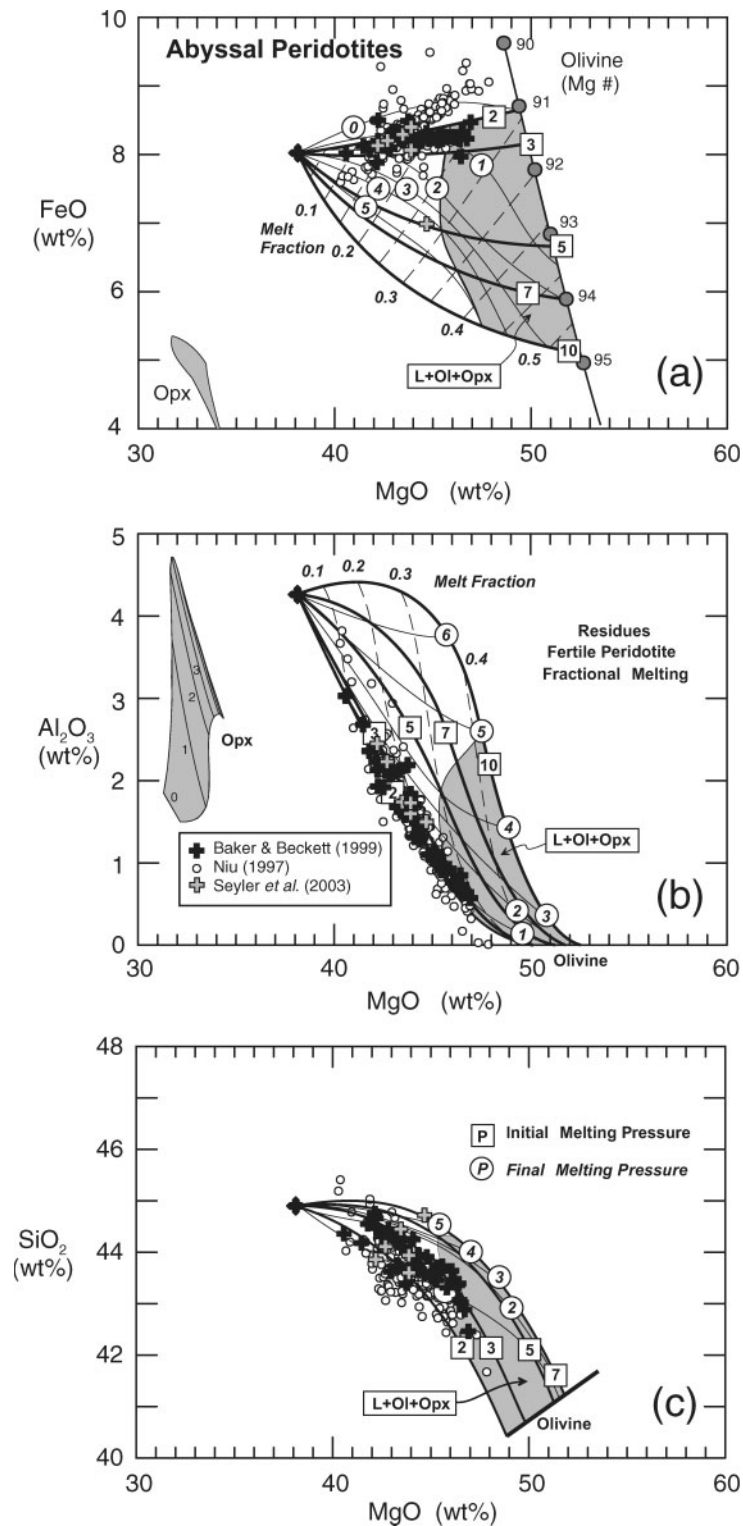 Abyssal Peridotites
10
8
6
4
FeO
(wt%)
90
Olivine
(Mg #)
91
92
93
94
95
0
2
3
1
4
3
2
5
5
7
10
0.1
Melt
Fraction
0.2
0.3
0.4
0.5
L+Ol+Opx
Opx
(a)
30
40
50
60
MgO (wt%)
5
4
3
2
1
0
Al2O3
(wt%)
0.1
0.2
0.3
Melt Fraction
0.4
6
Residues
Fertile Peridotite
Fractional Melting
3
2
1
0
Opx
3
5
7
5
10
2
4
L+Ol+Opx
2
3
1
Baker & Beckett (1999)
Niu (1997)
Seyler et al. (2003)
Olivine
(b)
30
40
50
60
MgO (wt%)
48
46
44
42
40
SiO2
(wt%)
P Initial Melting Pressure
P Final Melting Pressure
5
4
3
2
2
3
5
7
L+Ol+Opx
Olivine
(c)
30
40
50
60
MgO (wt%)